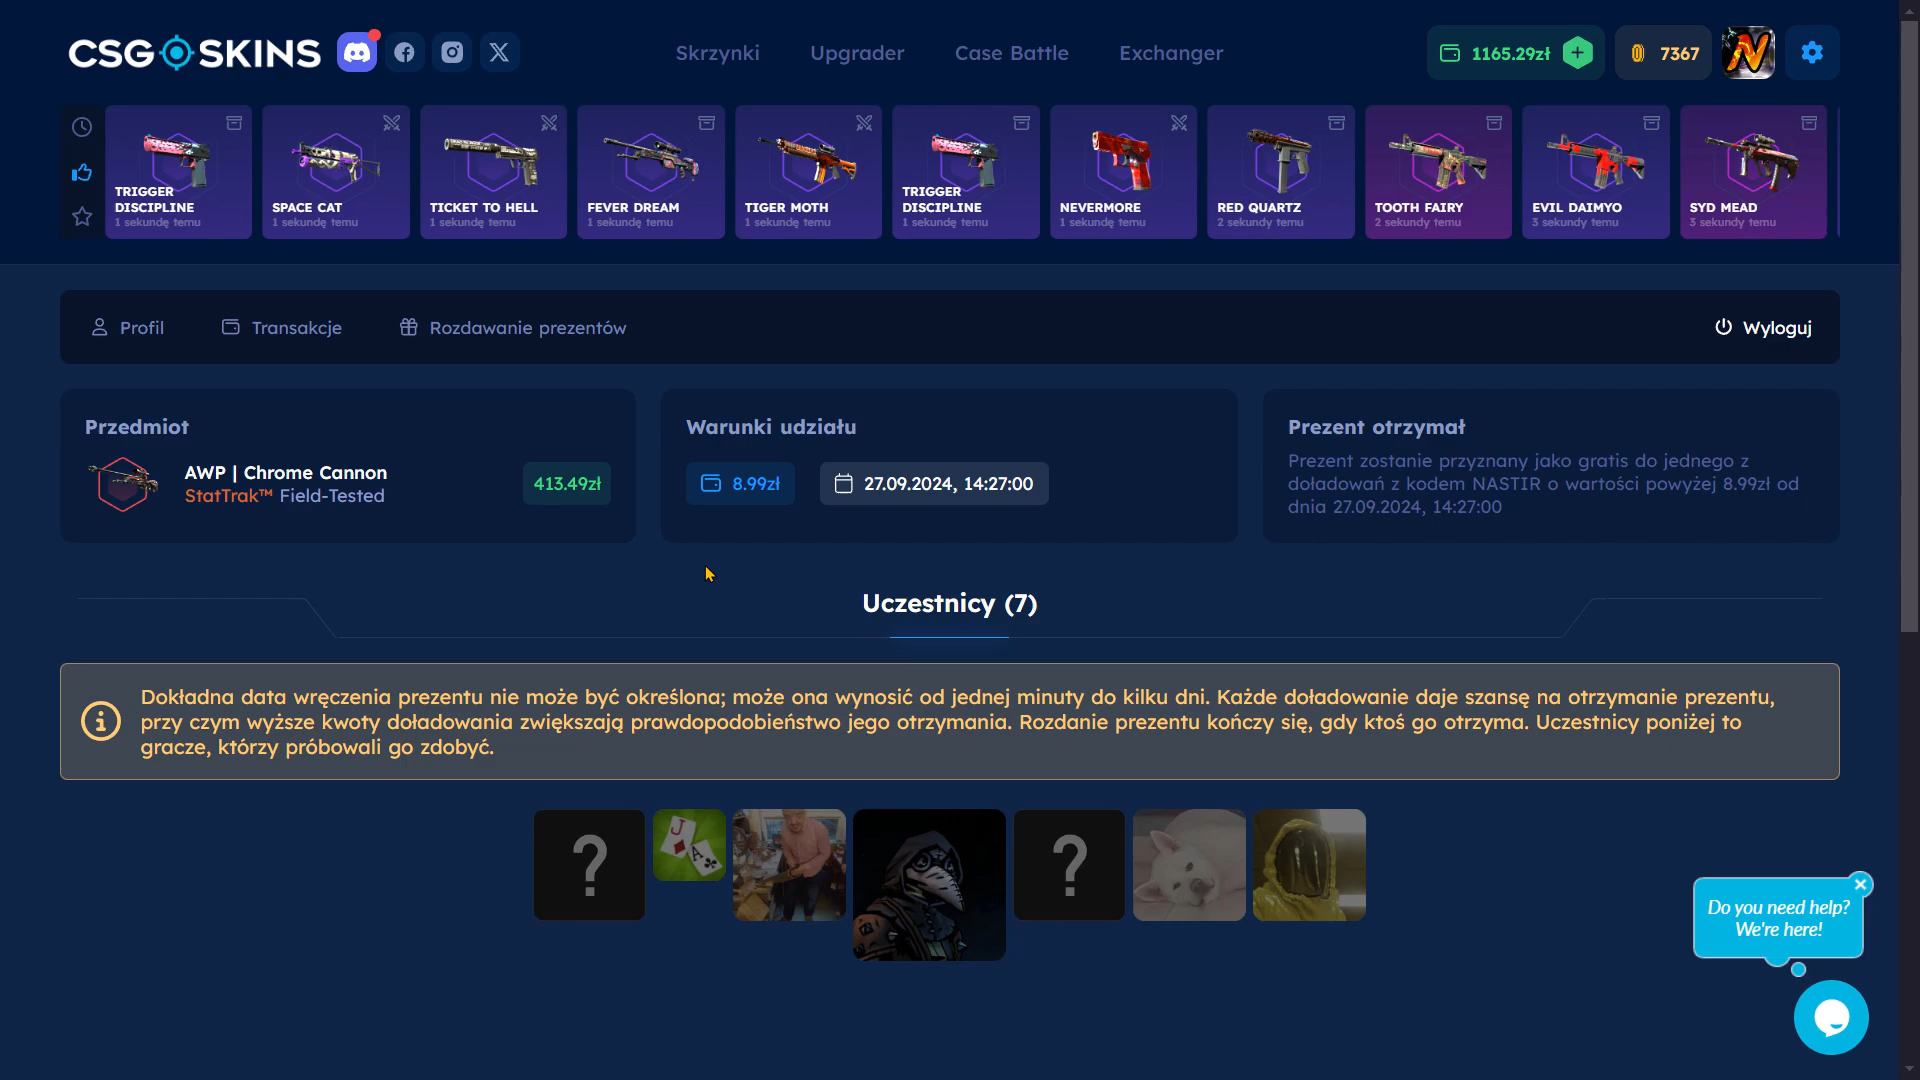 CSGOSKINS
Skrzynki
Upgrader
Case Battle
Exchanger
1165.29zł
7367
TRIGGER
DISCIPLINE
1 sekundę temu
SPACE CAT
1 sekundę temu
TICKET TO HELL
1 sekundę temu
FEVER DREAM
1 sekundę temu
TIGER MOTH
1 sekundę temu
TRIGGER
DISCIPLINE
1 sekundę temu
NEVERMORE
1 sekundę temu
RED QUARTZ
2 sekundy temu
TOOTH FAIRY
2 sekundy temu
EVIL DAIMYO
3 sekundy temu
SYD MEAD
3 sekundy temu
Profil
Transakcje
Rozdawanie prezentów
Wyloguj
Przedmiot
AWP | Chrome Cannon
StatTrak™ Field-Tested
413.49zł
Warunki udziału
8.99zł
27.09.2024, 14:27:00
Prezent otrzymał
Prezent zostanie przyznany jako gratis do jednego z
doładowań z kodem NASTIR o wartości powyżej 8.99zł od
dnia 27.09.2024, 14:27:00
Uczestnicy (7)
Dokładna data wręczenia prezentu nie może być określona; może ona wynosić od jednej minuty do kilku dni. Każde doładowanie daje szansę na otrzymanie prezentu,
przy czym wyższe kwoty doładowania zwiększają prawdopodobieństwo jego otrzymania. Rozdanie prezentu kończy się, gdy ktoś go otrzyma. Uczestnicy poniżej to
gracze, którzy próbowali go zdobyć.
?
J
A
?
Do you need help?
We're here!